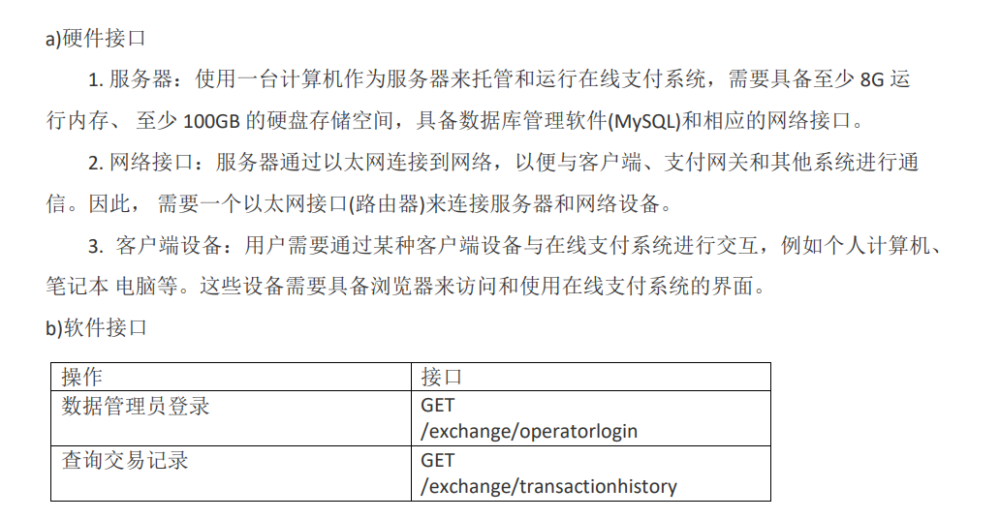 a)硬件接口
1. 服务器：使用一台计算机作为服务器来托管和运行在线支付系统，需要具备至少 8G 运
行内存、 至少 100GB 的硬盘存储空间，具备数据库管理软件(MySQL)和相应的网络接口。
2. 网络接口：服务器通过以太网连接到网络，以便与客户端、支付网关和其他系统进行通
信。因此， 需要一个以太网接口(路由器)来连接服务器和网络设备。
3. 客户端设备：用户需要通过某种客户端设备与在线支付系统进行交互，例如个人计算机、
笔记本 电脑等。这些设备需要具备浏览器来访问和使用在线支付系统的界面。
b)软件接口
操作 接口
数据管理员登录 GET
/exchange/operatorlogin
查询交易记录 GET
/exchange/transactionhistory